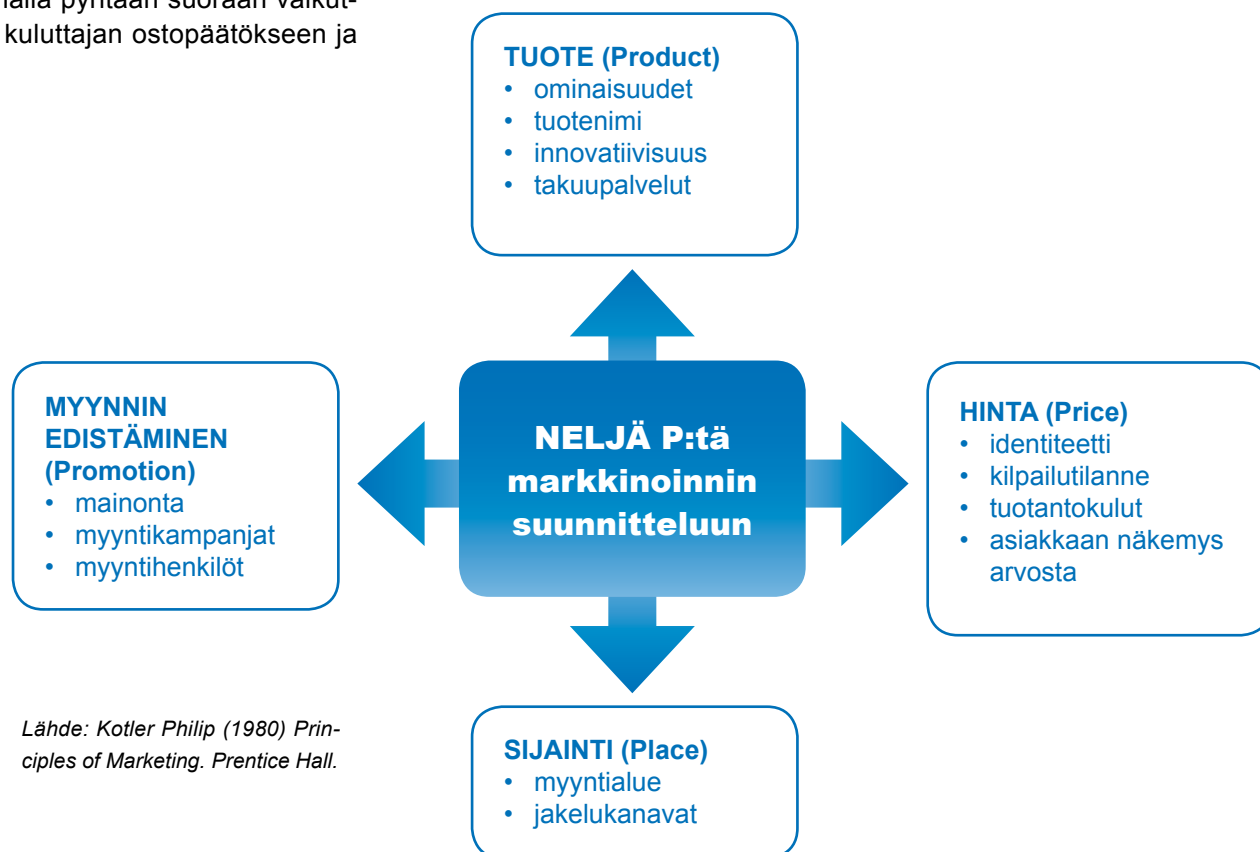 kuluttajan ostopäätökseen ja
TUOTE (Product)
• ominaisuudet
• tuotenimi
• innovatiivisuus
• takuupalvelut
MYYNNIN
EDISTÄMINEN
(Promotion)
• mainonta
• myyntikampanjat
• myyntihenkilöt
NELJÄ P:tä
markkinoinnin
suunnitteluun
HINTA (Price)
• identiteetti
• kilpailutilanne
• tuotantokulut
• asiakkaan näkemys
arvosta
SIJAINTI (Place)
• myyntialue
• jakelukanavat
Lähde: Kotler Philip (1980) Prin-
ciples of Marketing. Prentice Hall.